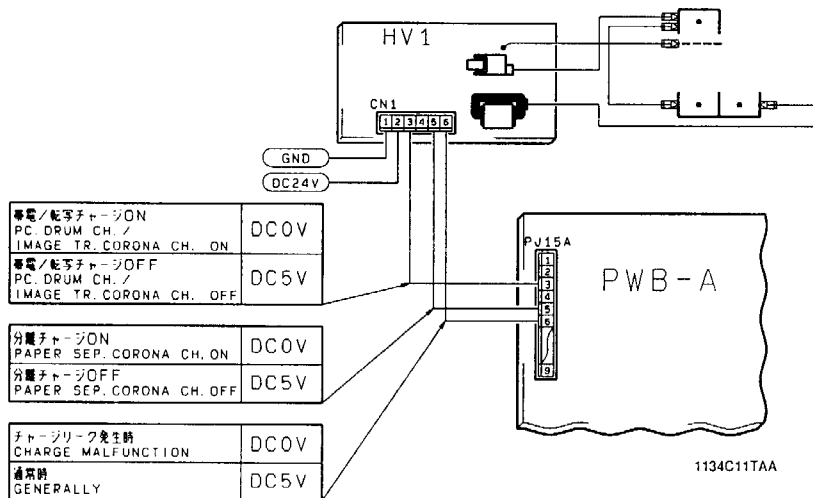 HV1
CN1
1 2 3 4 5 6
GND
DC24V
帯電/転写チャージON
PC. DRUM CH. /
IMAGE TR. CORONA CH. ON
DC0V
帯電/転写チャージOFF
PC. DRUM CH. /
IMAGE TR. CORONA CH. OFF
DC5V
分離チャージON
PAPER SEP. CORONA CH. ON
DC0V
分離チャージOFF
PAPER SEP. CORONA CH. OFF
DC5V
チャージリーク発生時
CHARGE MALFUNCTION
DC0V
通常時
GENERALLY
DC5V
PJ15A
1
2
3
4
5
6
9
PWB-A
1134C11TAA